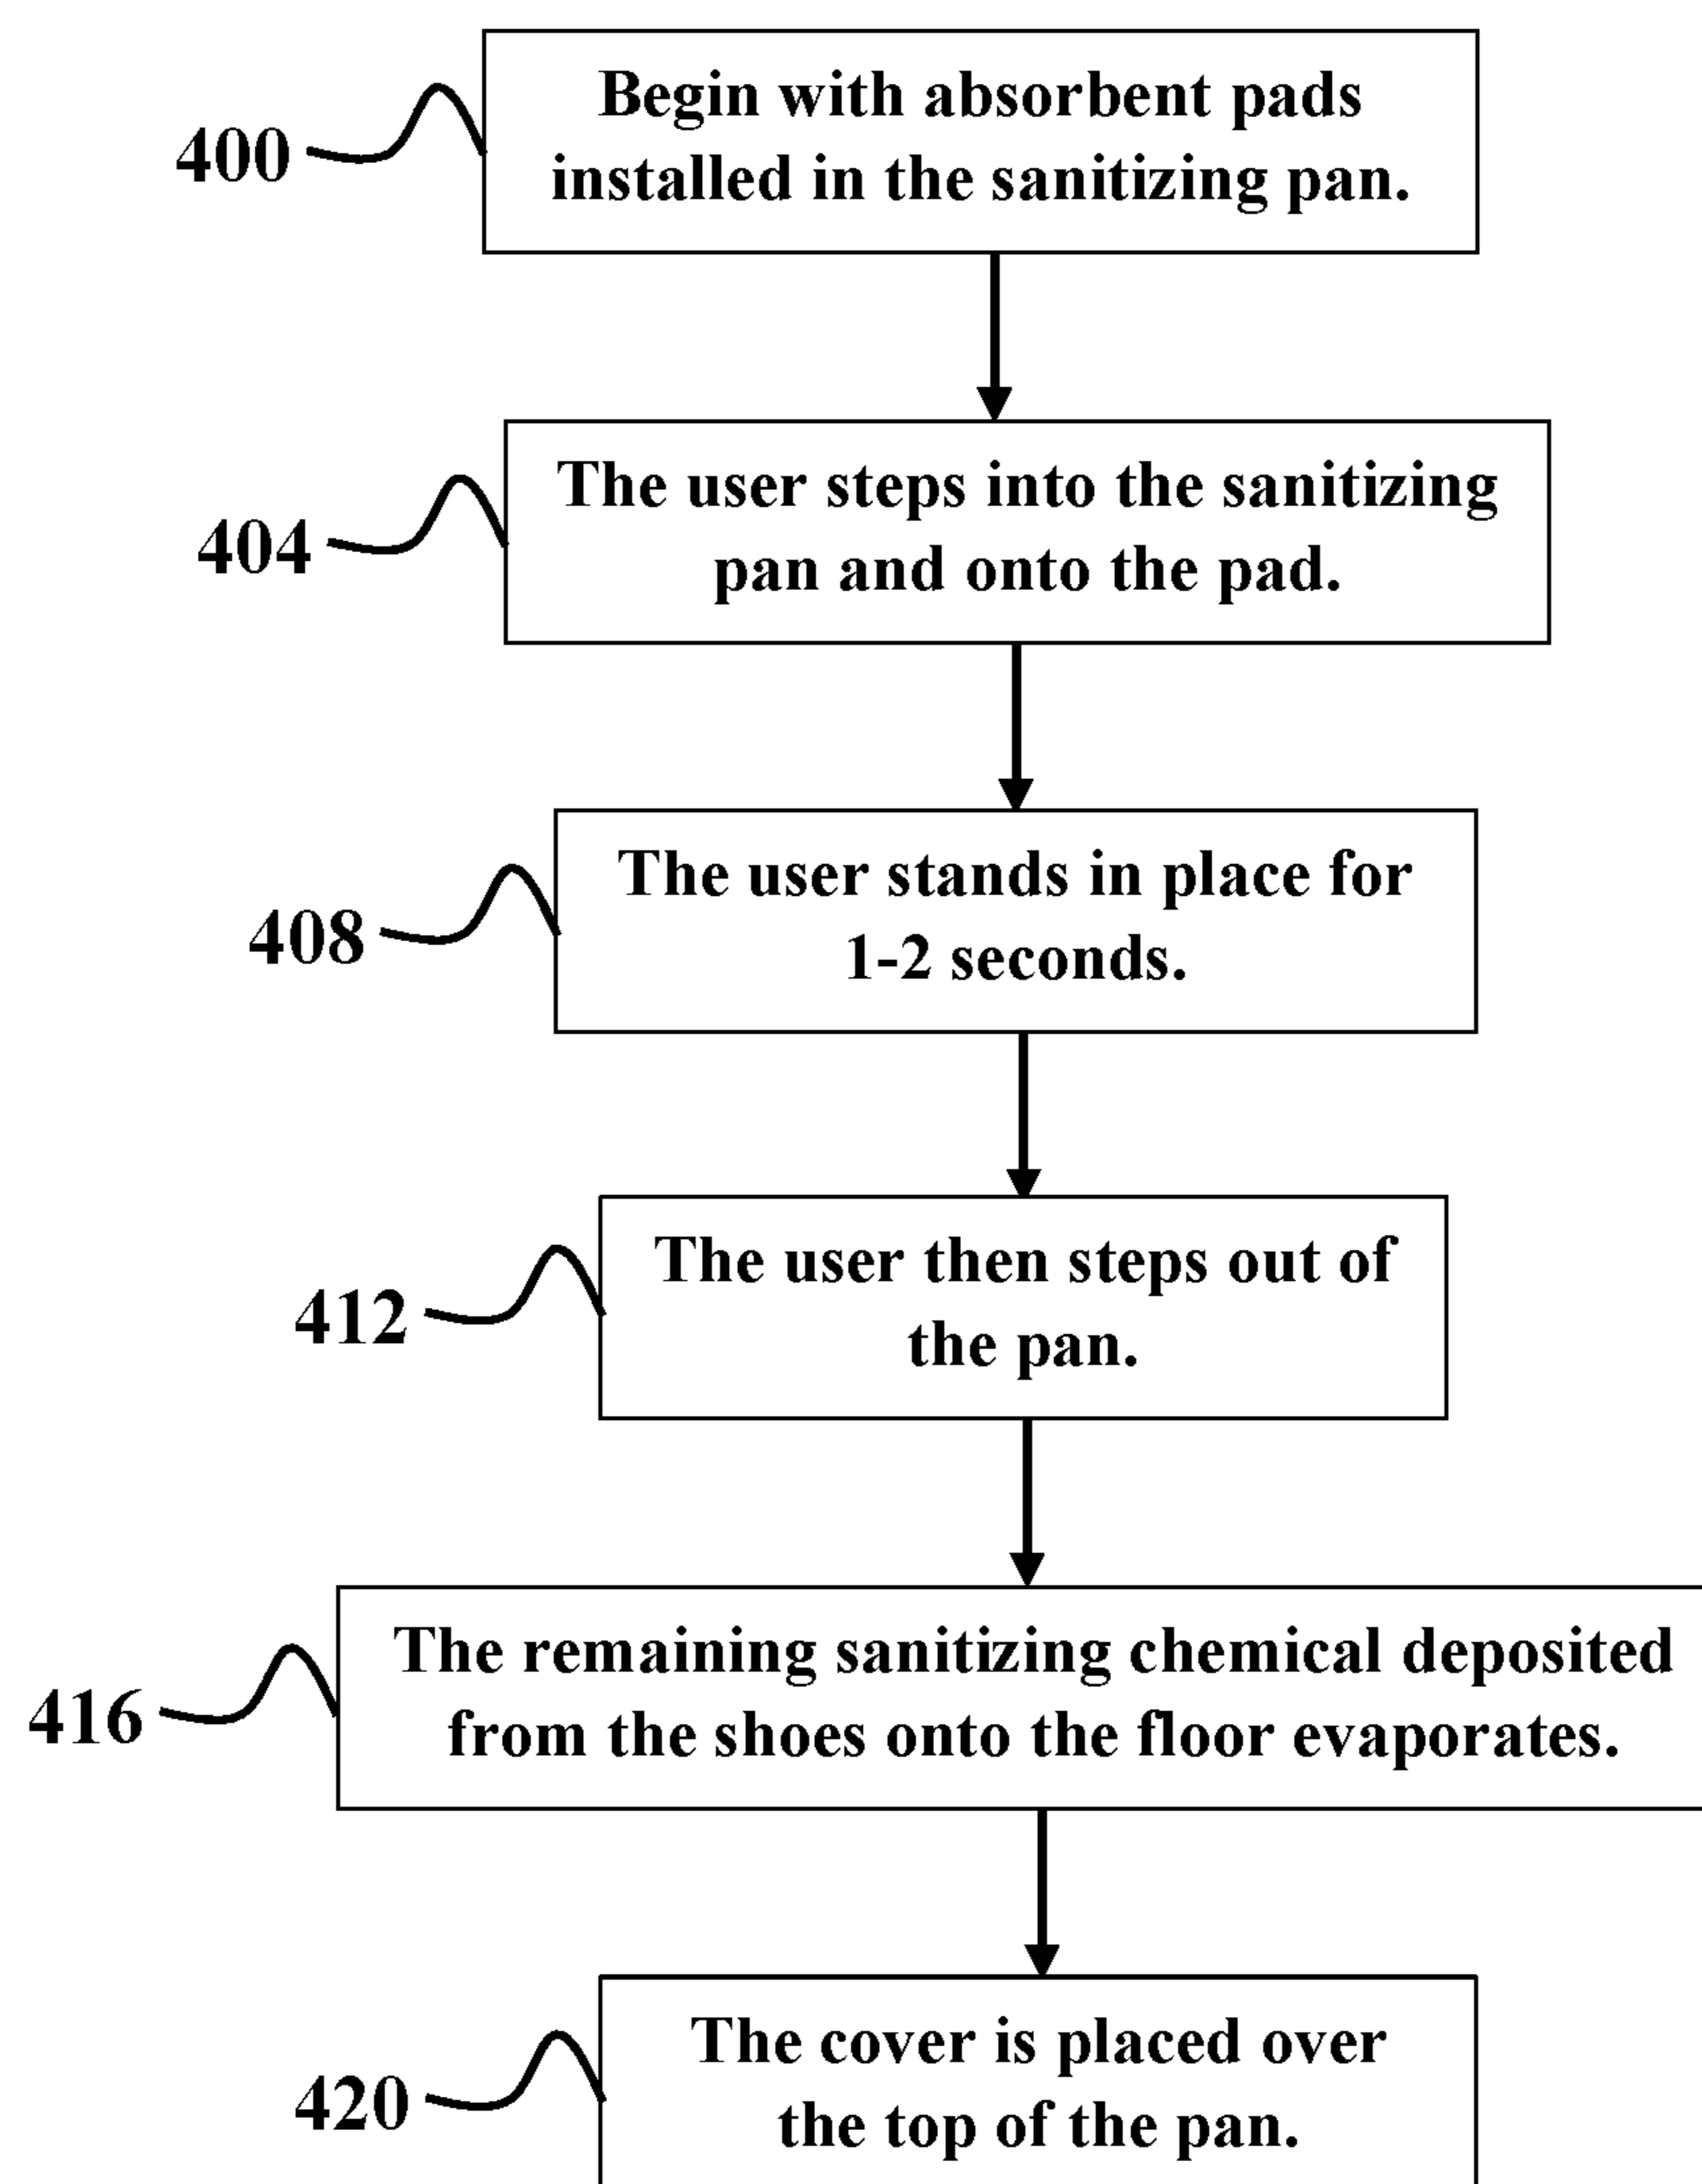 Begin with absorbent pads
400
installed in the sanitizing pan.
The user steps into the sanitizing
404
pan and onto the pad.
The user stands in place for
408
1-2 seconds.
The user then steps out of
412
the pan.
The remaining sanitizing chemical deposited
416
from the shoes onto the floor evaporates.
The cover is placed over
420
the top of the pan.